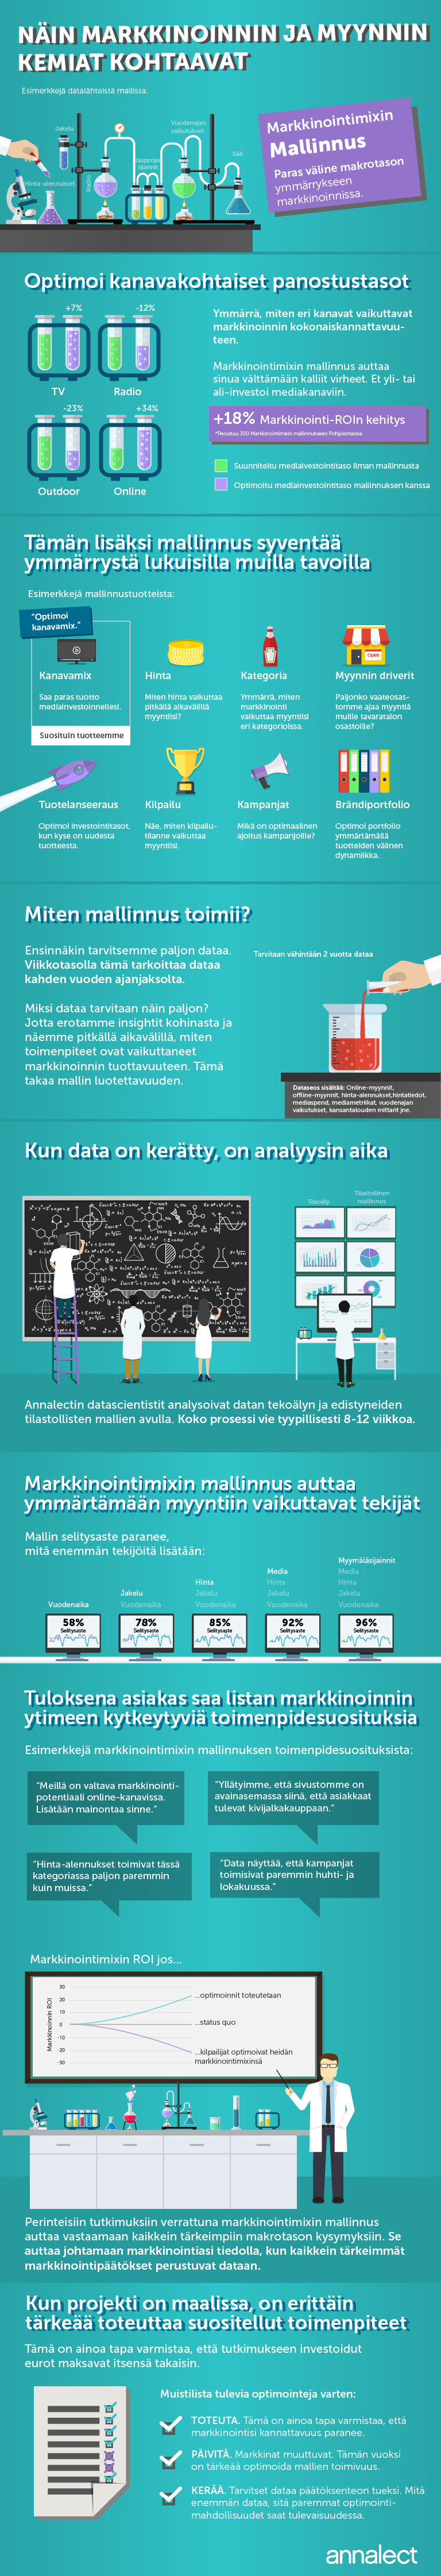 NÄIN MARKKINOINNIN JA MYYNNIN
KEMIAT KOHTAAVAT
Esimerkkejä datalähteistä mallissa:
Jakelu
Vuodenajan
vaikutukset
Kauppojen
sijainnit
Sää
Hinta-alennukset
Radio
Markkinointimixin
Mallinnus
Paras väline makrotason
ymmärrykseen
markkinoinnissa.
Optimoi kanavakohtaiset panostustasot
+7%
-12%
TV
Radio
-23%
+34%
Outdoor
Online
Ymmärrä, miten eri kanavat vaikuttavat
markkinoinnin kokonaiskannattavuu-
teen.
Markkinointimixin mallinnus auttaa
sinua välttämään kalliit virheet. Et yli- tai
ali-investoi mediakanaviin.
+18% Markkinointi-ROIn kehitys
*Perustuu 300 Markkinointimixin mallinnukseen Pohjoismaissa
Suunniteltu mediaivestointitaso ilman mallinnusta
Optimoitu mediainvestointitaso mallinnuksen kanssa
Tämän lisäksi mallinnus syventää
ymmärrystä lukuisilla muilla tavoilla
Esimerkkejä mallinnustuotteista:
"Optimoi
kanavamix."
Kanavamix
Saa paras tuotto
mediainvestoinnellesi.
Suosituin tuotteemme
Hinta
Miten hinta vaikuttaa
pitkällä aikavälillä
myyntiisi?
Kategoria
Ymmärrä, miten
markkinointi
vaikuttaa myyntiisi
eri kategorioissa.
Open
Myynnin driverit
Paljonko vaateosas-
tomme ajaa myyntiä
muille tavaratalon
osastoille?
Tuotelanseeraus
Optimoi investointitasot,
kun kyse on uudesta
tuotteesta.
Kilpailu
Näe, miten kilpailu-
tilanne vaikuttaa
myyntiisi.
Kampanjat
Mikä on optimaalinen
ajoitus kampanjoille?
Brändiportfolio
Optimoi portfolio
ymmärtämällä
tuotteiden välinen
dynamiikka.
Miten mallinnus toimii?
Ensinnäkin tarvitsemme paljon dataa.
Viikkotasolla tämä tarkoittaa dataa
kahden vuoden ajanjaksolta.
Miksi dataa tarvitaan näin paljon?
Jotta erotamme insightit kohinasta ja
näemme pitkällä aikavälillä, miten
toimenpiteet ovat vaikuttaneet
markkinoinnin tuottavuuteen. Tämä
takaa mallin luotettavuuden.
Tarvitaan vähintään 2 vuotta dataa
Dataseos sisältää: Online-myynnit,
offline-myynnit, hinta-alennukset,hintatiedot,
mediaspend, mediametriikat, vuodenajan
vaikutukset, kansantalouden mittarit jne.
Kun data on kerätty, on analyysin aika
Tekoäly
Tilastollinen
mallinnus
Annalectin datascientistit analysoivat datan tekoälyn ja edistyneiden
tilastollisten mallien avulla. Koko prosessi vie tyypillisesti 8-12 viikkoa.
Markkinointimixin mallinnus auttaa
ymmärtämään myyntiin vaikuttavat tekijät
Mallin selitysaste paranee,
mitä enemmän tekijöitä lisätään:
Vuodenaika
58%
Selitysaste
Jakelu
Vuodenaika
78%
Selitysaste
Hinta
Jakelu
Vuodenaika
85%
Selitysaste
Media
Hinta
Jakelu
Vuodenaika
92%
Selitysaste
Myymäläsijainnit
Media
Hinta
Jakelu
Vuodenaika
96%
Selitysaste
Tuloksena asiakas saa listan markkinoinnin
ytimeen kytkeytyviä toimenpidesuosituksia
Esimerkkejä markkinointimixin mallinnuksen toimenpidesuosituksista:
"Meillä on valtava markkinointi-
potentiaali online-kanavissa.
Lisätään mainontaa sinne."
"Yllätyimme, että sivustomme on
avainasemassa siinä, että asiakkaat
tulevat kivijalkakauppaan."
"Hinta-alennukset toimivat tässä
kategoriassa paljon paremmin
kuin muissa."
"Data näyttää, että kampanjat
toimisivat paremmin huhti- ja
lokakuussa."
Markkinointimixin ROI jos...
Markkinoinnin ROI
30
20
10
0
-10
-20
-30
...optimoinnit toteutetaan
...status quo
...kilpailijat optimoivat heidän
markkinointimixinsä
Perinteisiin tutkimuksiin verrattuna markkinointimixin mallinnus
auttaa vastaamaan kaikkein tärkeimpiin makrotason kysymyksiin. Se
auttaa johtamaan markkinointiasi tiedolla, kun kaikkein tärkeimmät
markkinointipäätökset perustuvat dataan.
Kun projekti on maalissa, on erittäin
tärkeää toteuttaa suositellut toimenpiteet
Tämä on ainoa tapa varmistaa, että tutkimukseen investoidut
eurot maksavat itsensä takaisin.
Muistilista tulevia optimointeja varten:
TOTEUTA. Tämä on ainoa tapa varmistaa, että
markkinointisi kannattavuus paranee.
PÄIVITÄ. Markkinat muuttuvat. Tämän vuoksi
on tärkeää optimoida mallien toimivuus.
KERÄÄ. Tarvitset dataa päätöksenteon tueksi. Mitä
enemmän dataa, sitä paremmat optimointi-
mahdollisuudet saat tulevaisuudessa.
annalect